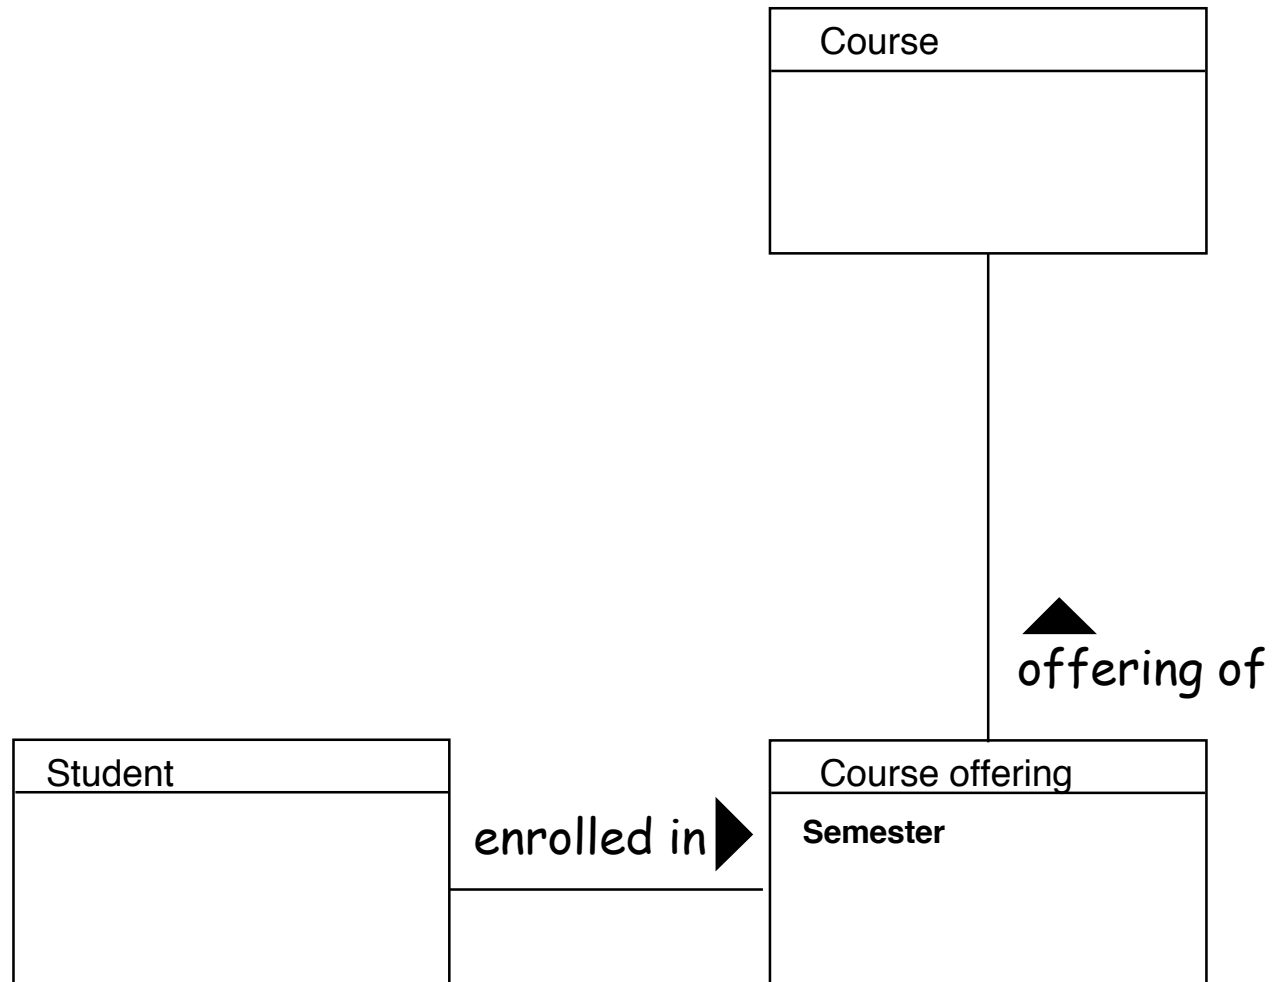 Course
offering of
Student
Course offering
enrolled in
Semester